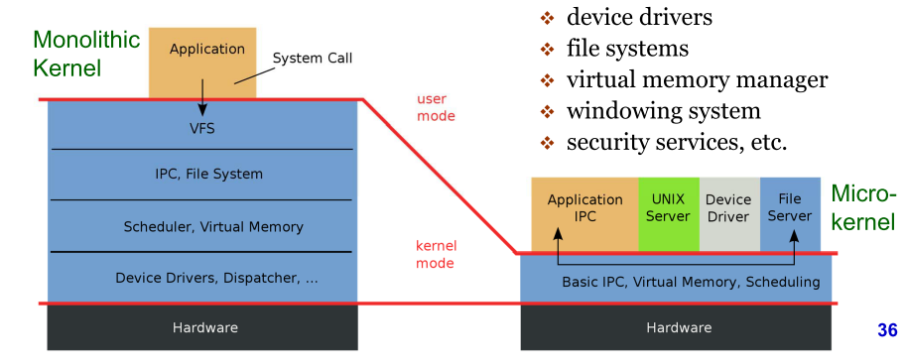 ❖ device drivers
❖ file systems
❖ virtual memory manager
❖ windowing system
❖ security services, etc.
Monolithic
Kernel
Application
System Call
user
mode
VFS
IPC, File System
Scheduler, Virtual Memory
kernel
mode
Device Drivers, Dispatcher, ...
Hardware
Application
IPC
UNIX
Server
Device
Driver
File
Server
Micro-
kernel
Basic IPC, Virtual Memory, Scheduling
Hardware
36